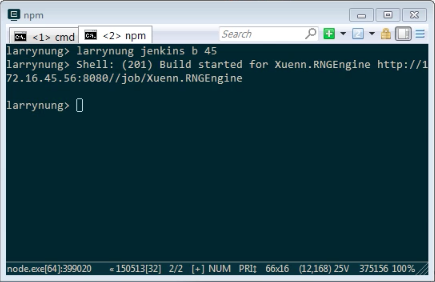 npm
<1> cmd
<2> npm
Search
larrynung> larrynung jenkins b 45
larrynung> Shell: (201) Build started for Xuenn.RNGEngine http://1
72.16.45.56:8080//job/Xuenn.RNGEngine
larrynung>
node.exe[64]:399020 «150513[32] 2/2 [+] NUM PRI‡ 66x16 (12,168) 25V 375156 100%